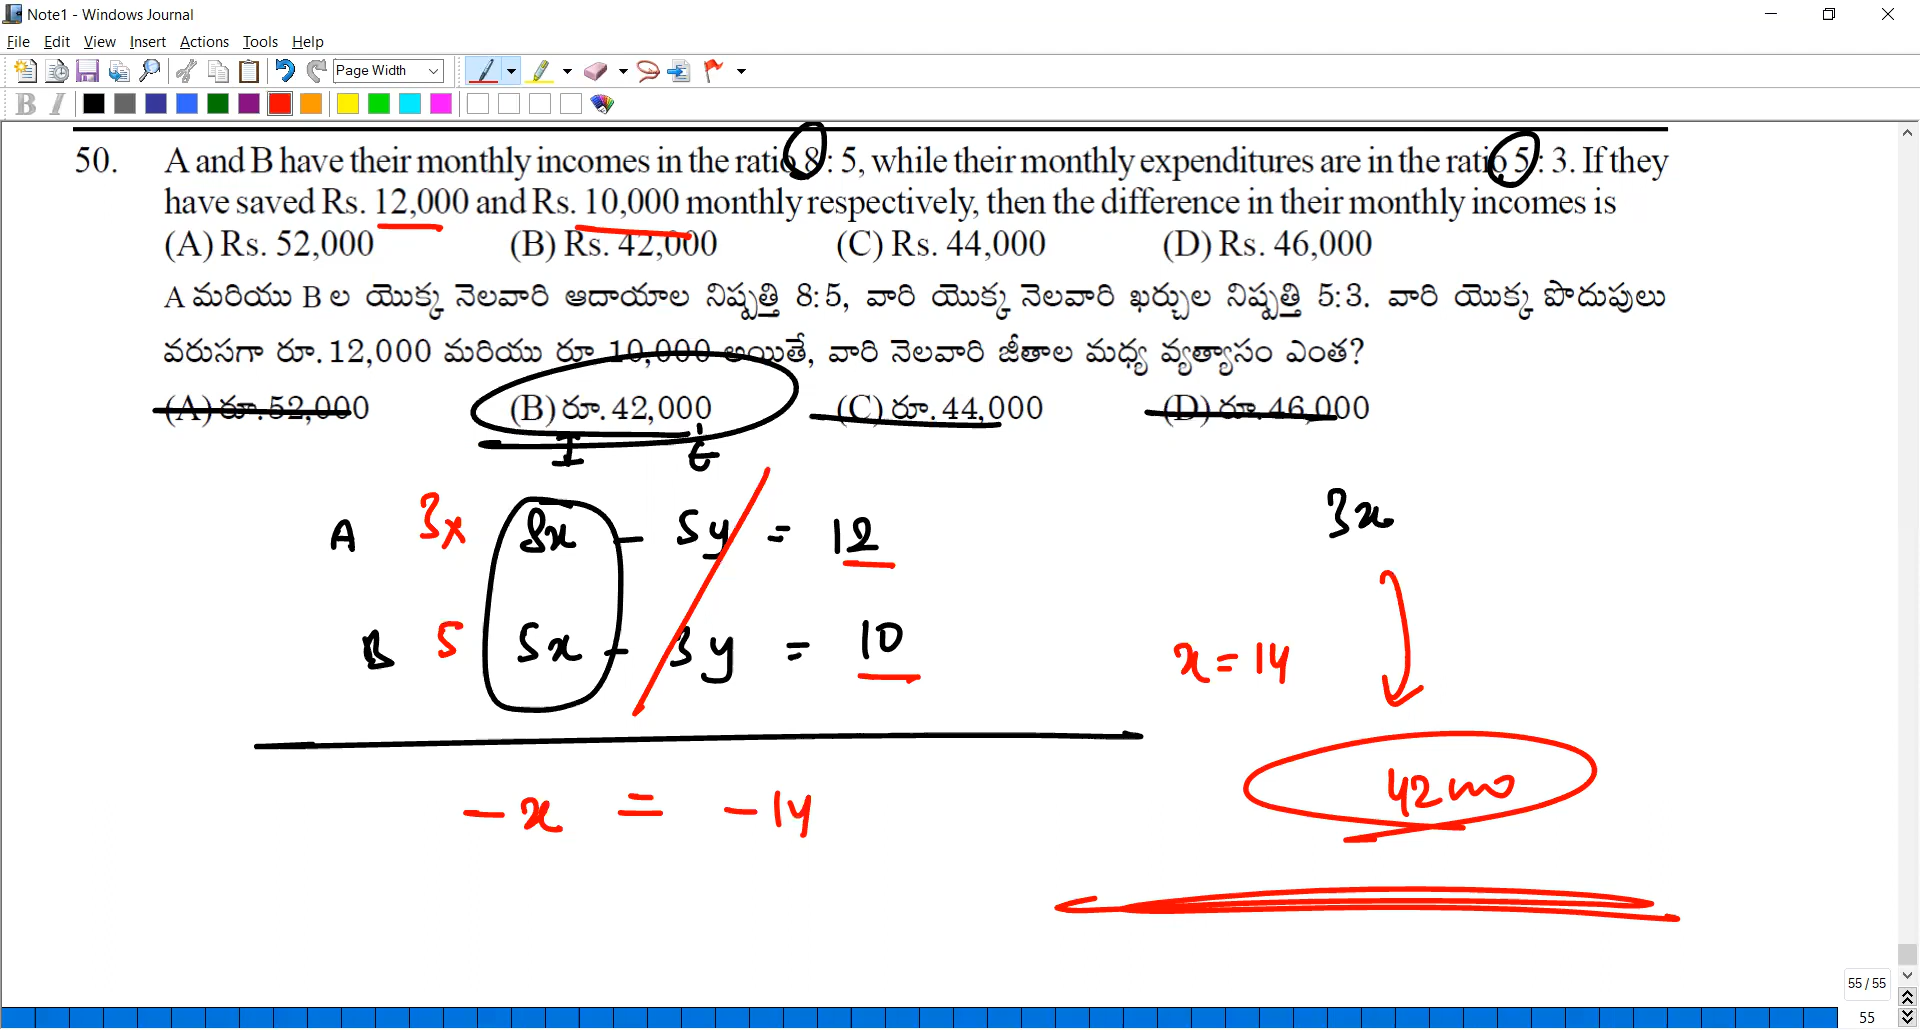 Note1 - Windows Journal
File Edit View Insert Actions Tools Help
Page Width
B I
50. A and B have their monthly incomes in the ratio 8 : 5, while their monthly expenditures are in the ratio 5 : 3. If they
have saved Rs. 12,000 and Rs. 10,000 monthly respectively, then the difference in their monthly incomes is
(A) Rs. 52,000 (B) Rs. 42,000 (C) Rs. 44,000 (D) Rs. 46,000
A మరియు B ల యొక్క నెలవారి ఆదాయాల నిష్పత్తి 8:5, వారి యొక్క నెలవారి ఖర్చుల నిష్పత్తి 5:3. వారి యొక్క పొదుపులు
వరుసగా రూ.12,000 మరియు రూ 10,000 అయితే, వారి నెలవారి జీతాల మధ్య వ్యత్యాసం ఎంత?
(A) రూ.52,000 (B) రూ.42,000 (C) రూ.44,000 (D) రూ.46,000
I E
A 3x 8x - 5y = 12 3x
B 5 5x - 3y = 10 x = 14
-x = -14 42000
55 / 55
55